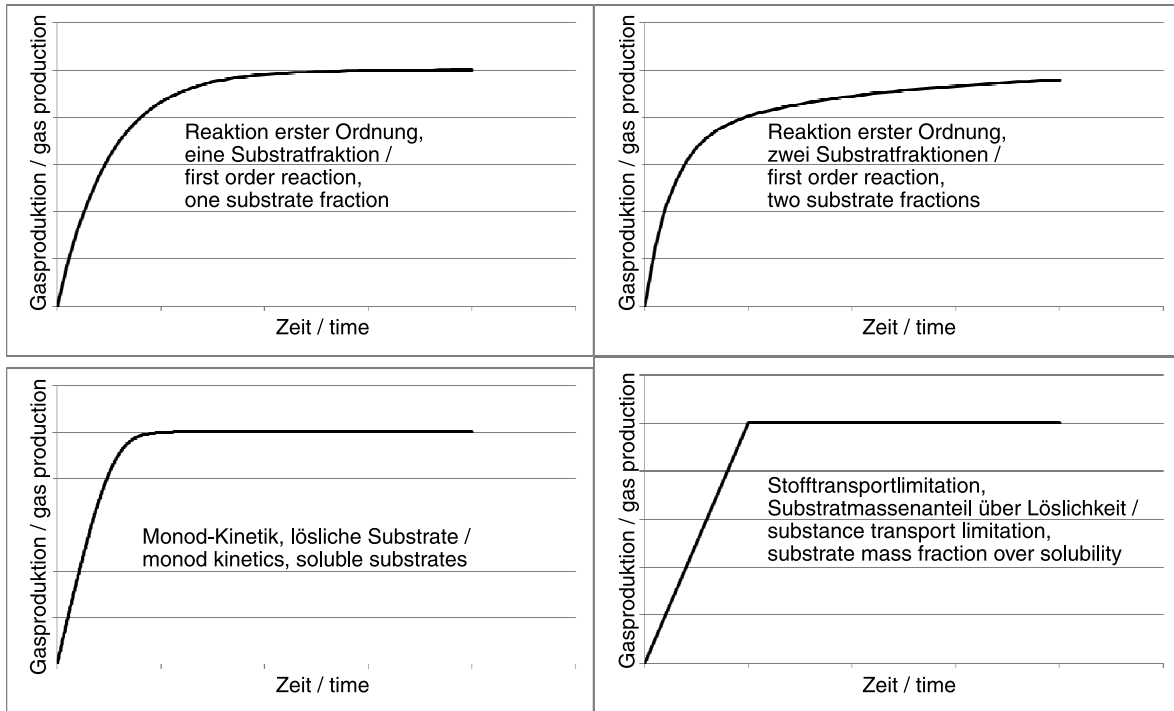 Gasproduktion / gas production
Reaktion erster Ordnung,
eine Substratfraktion /
first order reaction,
one substrate fraction
Zeit / time
Gasproduktion / gas production
Reaktion erster Ordnung,
zwei Substratfraktionen /
first order reaction,
two substrate fractions
Zeit / time
Gasproduktion / gas production
Monod-Kinetik, lösliche Substrate /
monod kinetics, soluble substrates
Zeit / time
Gasproduktion / gas production
Stofftransportlimitation,
Substratmassenanteil über Löslichkeit /
substance transport limitation,
substrate mass fraction over solubility
Zeit / time